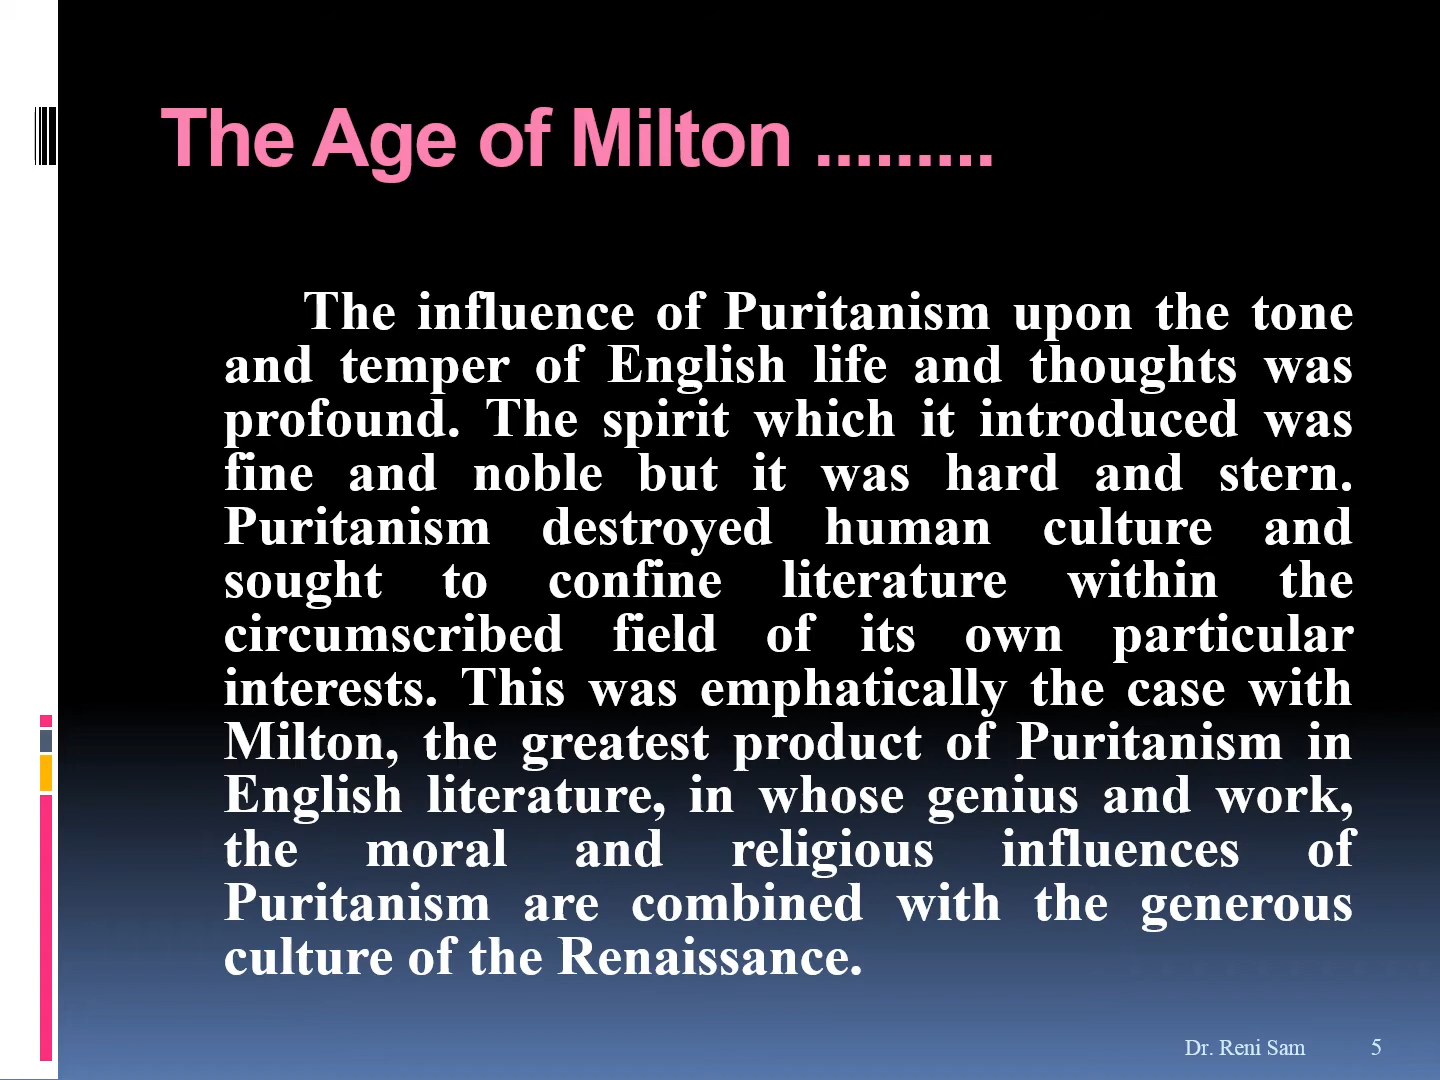 The Age of Milton .........
The influence of Puritanism upon the tone
and temper of English life and thoughts was
profound. The spirit which it introduced was
fine and noble but it was hard and stern.
Puritanism destroyed human culture and
sought to confine literature within the
circumscribed field of its own particular
interests. This was emphatically the case with
Milton, the greatest product of Puritanism in
English literature, in whose genius and work,
the moral and religious influences of
Puritanism are combined with the generous
culture of the Renaissance.
Dr. Reni Sam 5